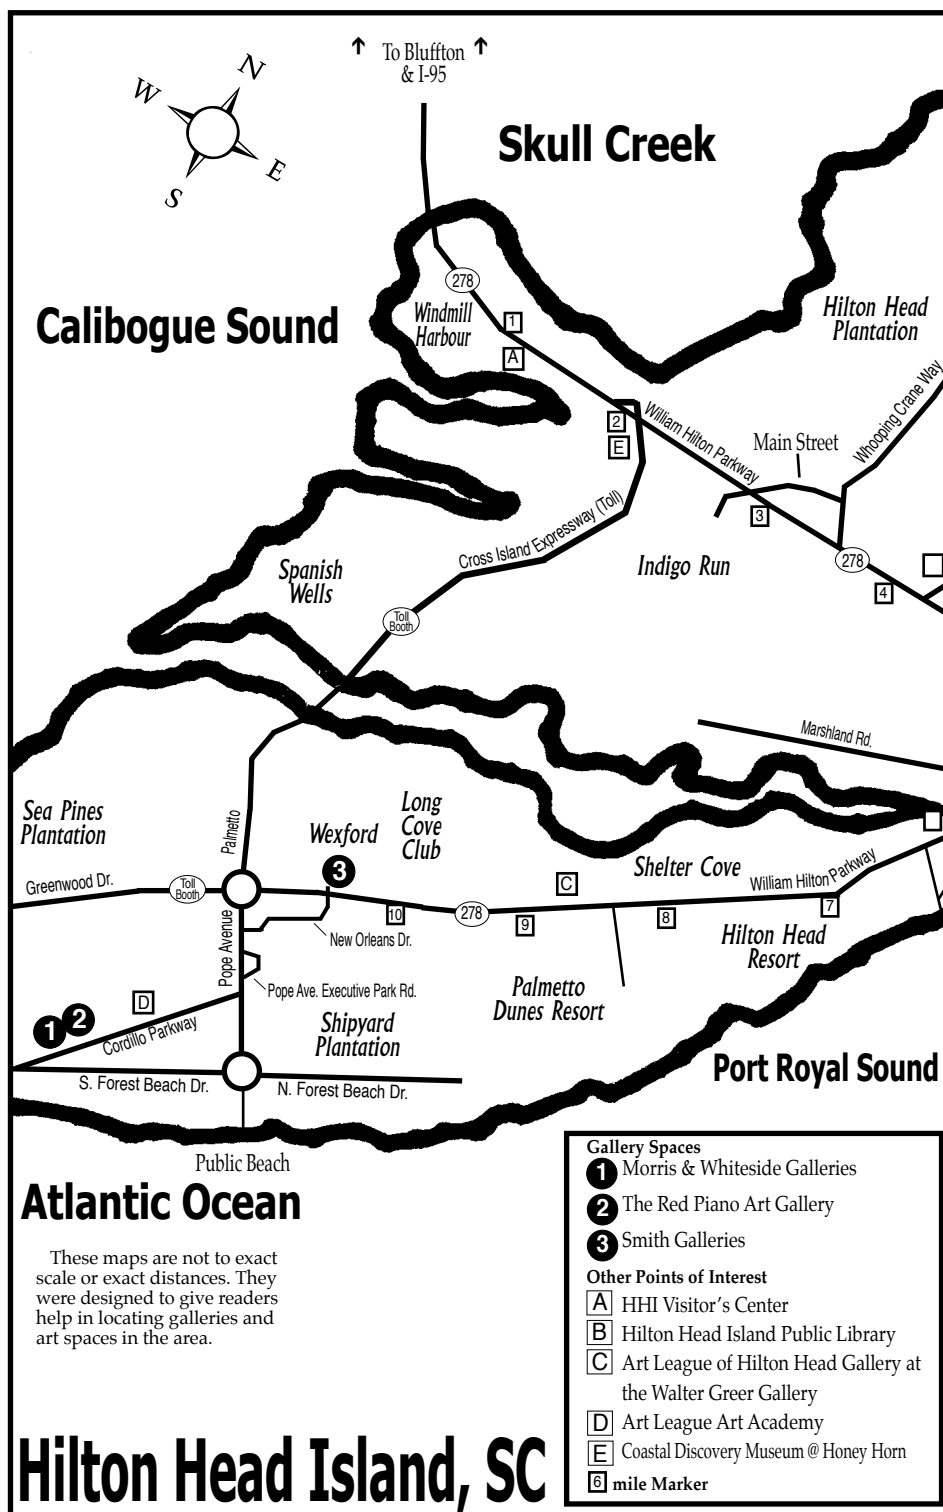 To Bluffton
& I-95
N
W
E
S
Skull Creek
278
Windmill
Harbour
1
A
Calibogue Sound
Hilton Head
Plantation
Whooping Crane Way
2
E
William Hilton Parkway
Main Street
3
Cross Island Expressway (Toll)
Indigo Run
278
4
Spanish
Wells
Toll
Booth
Marshland Rd.
Sea Pines
Plantation
Palmetto
Wexford
Long
Cove
Club
3
Shelter Cove
C
William Hilton Parkway
Greenwood Dr.
Toll
Booth
10
278
9
8
7
Pope Avenue
New Orleans Dr.
Hilton Head
Resort
Pope Ave. Executive Park Rd.
Palmetto
Dunes Resort
D
1
2
Cordillo Parkway
Shipyard
Plantation
Port Royal Sound
S. Forest Beach Dr.
N. Forest Beach Dr.
Public Beach
Atlantic Ocean
These maps are not to exact
scale or exact distances. They
were designed to give readers
help in locating galleries and
art spaces in the area.
Gallery Spaces
1 Morris & Whiteside Galleries
2 The Red Piano Art Gallery
3 Smith Galleries
Other Points of Interest
A HHI Visitor's Center
B Hilton Head Island Public Library
C Art League of Hilton Head Gallery at
the Walter Greer Gallery
D Art League Art Academy
E Coastal Discovery Museum @ Honey Horn
6 mile Marker
Hilton Head Island, SC